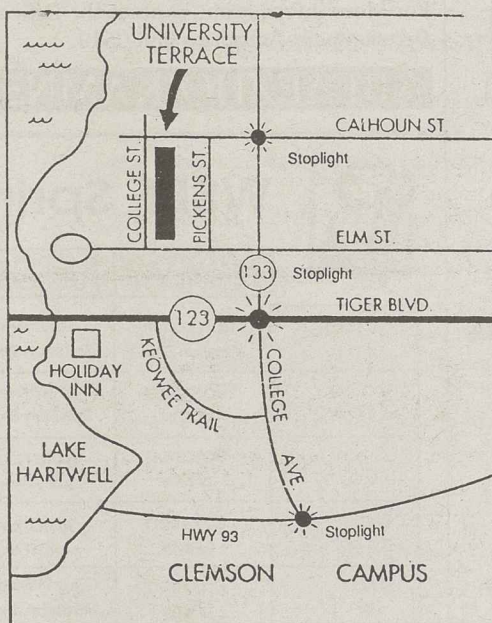 UNIVERSITY
TERRACE
CALHOUN ST.
Stoplight
COLLEGE ST.
PICKENS ST.
ELM ST.
133
Stoplight
TIGER BLVD.
123
HOLIDAY
INN
KEOWEE TRAIL
COLLEGE AVE.
LAKE
HARTWELL
HWY 93
Stoplight
CLEMSON CAMPUS